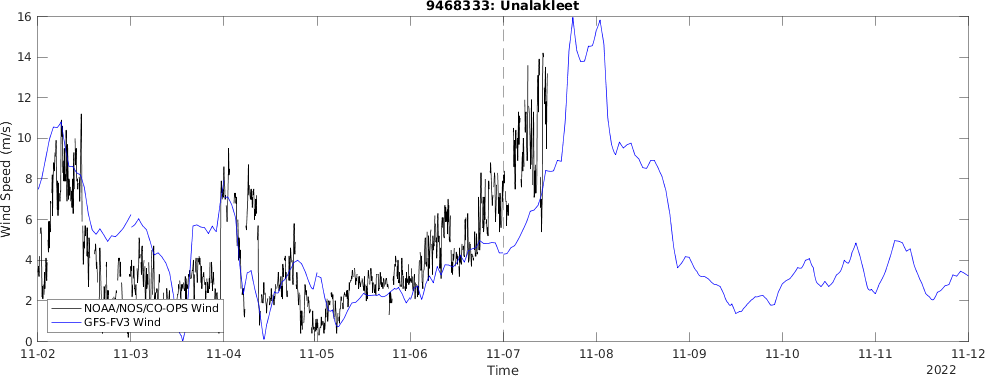 9468333: Unalakleet
Wind Speed (m/s)
16
14
12
10
8
6
4
2
0
NOAA/NOS/CO-OPS Wind
GFS-FV3 Wind
11-02 11-03 11-04 11-05 11-06 11-07 11-08 11-09 11-10 11-11 11-12
Time
2022